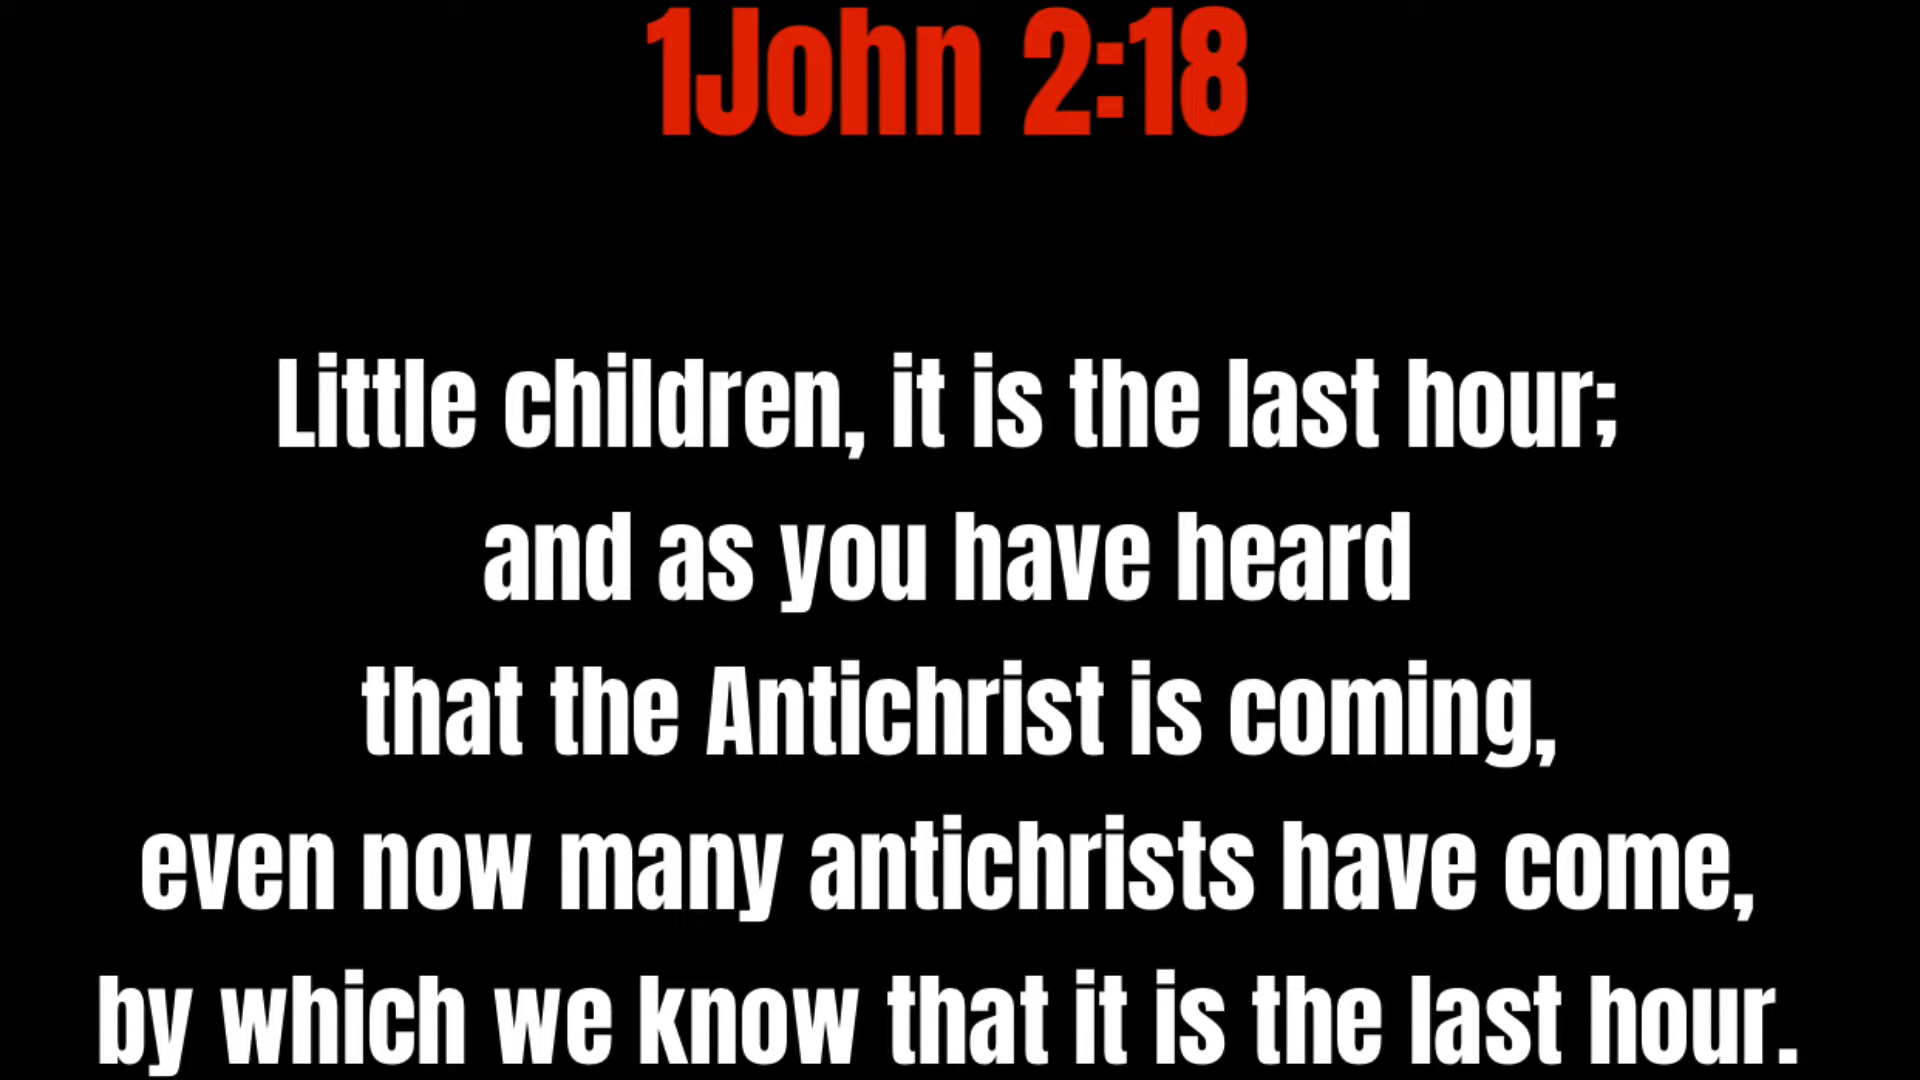 1John 2:18
Little children, it is the last hour;
and as you have heard
that the Antichrist is coming,
even now many antichrists have come,
by which we know that it is the last hour.